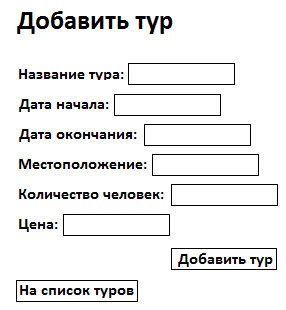 Добавить тур
Название тура:
Дата начала:
Дата окончания:
Местоположение:
Количество человек:
Цена:
Добавить тур
На список туров